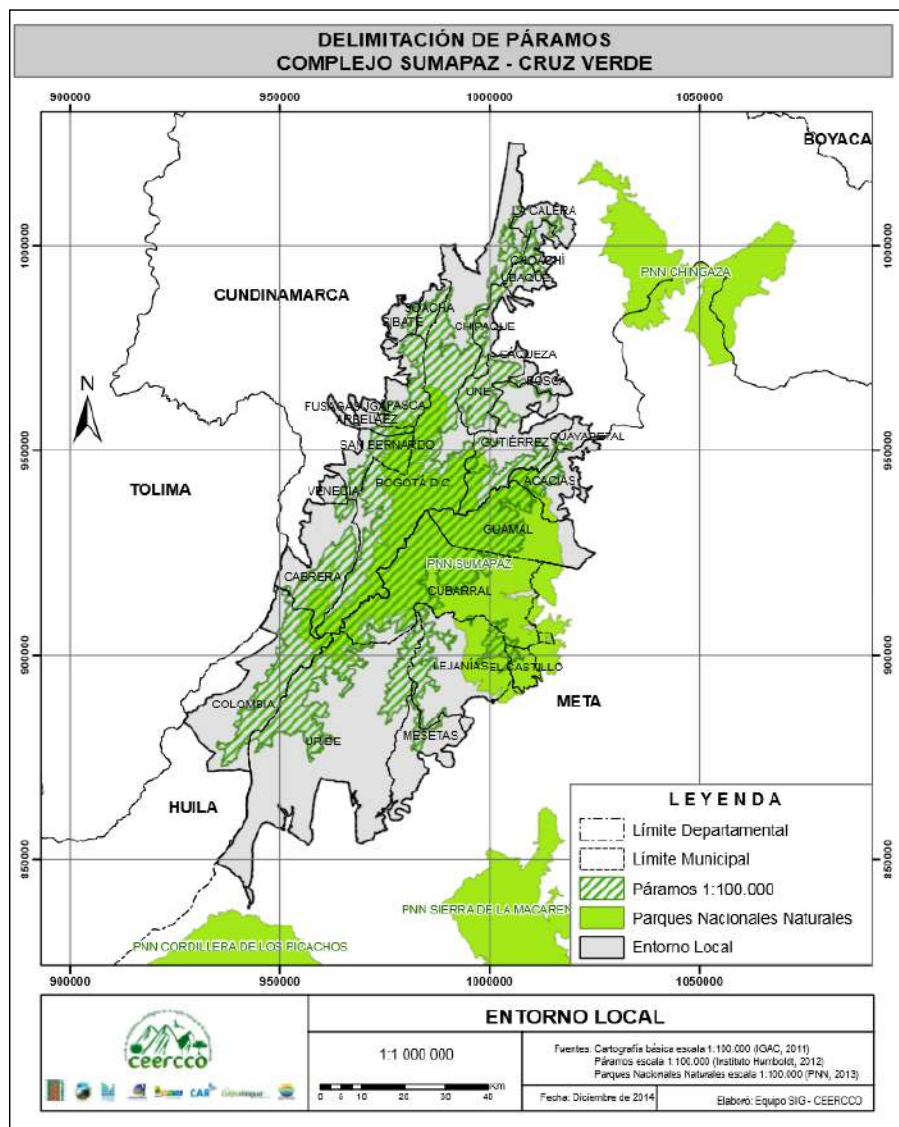 DELIMITACIÓN DE PÁRAMOS
COMPLEJO SUMAPAZ - CRUZ VERDE
900000
950000
1000000
1050000
BOYACA
1000000
1000000
LA CALERA
CHOACHÍ
UBAQUE
PNN CHINGAZA
CUNDINAMARCA
SOACHA
SIBATÉ
CHIPAQUE
CÁQUEZA
FOSCA
UNE
N
FUSAGASUGA
PASCA
ARBELÁEZ
SAN BERNARDO
GUTIÉRREZ
GUAYABETAL
950000
950000
TOLIMA
VENECIA
BOGOTÁ D.C.
ACACÍAS
GUAMAL
PNN SUMAPAZ
CABRERA
CUBARRAL
900000
900000
LEJANÍAS
EL CASTILLO
COLOMBIA
META
URIBE
MESETAS
HUILA
LEYENDA
Límite Departamental
Límite Municipal
Páramos 1:100.000
Parques Nacionales Naturales
Entorno Local
850000
850000
PNN SIERRA DE LA MACAREN
PNN CORDILLERA DE LOS PICACHOS
900000
950000
1000000
1050000
ceercco
CAR
ENTORNO LOCAL
1:1 000 000
Km
0 5 10 20 30 40
Fuentes: Cartografía básica escala 1:100.000 (IGAC, 2011)
Páramos escala 1:100.000 (Instituto Humboldt, 2012)
Parques Nacionales Naturales escala 1:100.000 (PNN, 2013)
Fecha: Diciembre de 2014
Elaboró: Equipo SIG - CEERCCO